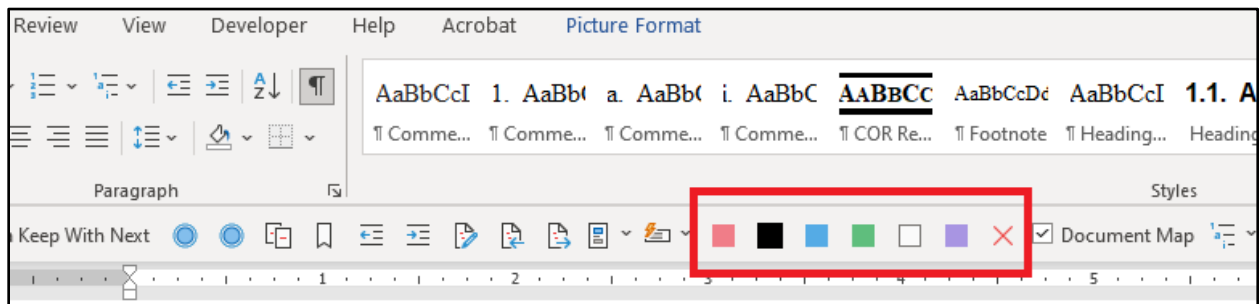 Review View Developer Help Acrobat Picture Format
AaBbCcI 1. AaBb( a. AaBb( i. AaBbC AABBCC AaBbCcDd AaBbCcI 1.1. A
¶ Comme... ¶ Comme... ¶ Comme... ¶ Comme... ¶ COR Re... ¶ Footnote ¶ Heading... Heading
Paragraph Styles
Keep With Next Document Map
1 2 3 4 5